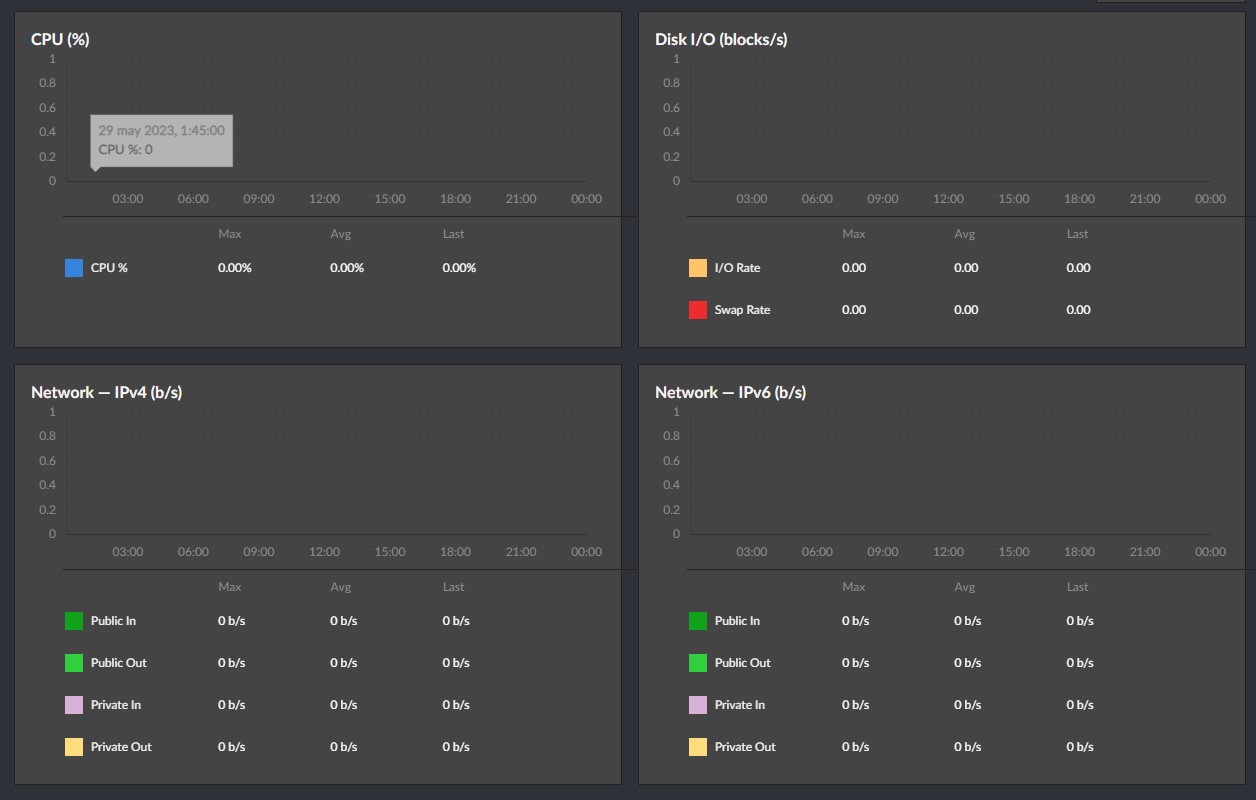 CPU (%)
1
0.8
0.6
0.4
0.2
0
29 may 2023, 1:45:00
CPU %: 0
03:00 06:00 09:00 12:00 15:00 18:00 21:00 00:00
Max Avg Last
CPU % 0.00% 0.00% 0.00%
Disk I/O (blocks/s)
1
0.8
0.6
0.4
0.2
0
03:00 06:00 09:00 12:00 15:00 18:00 21:00 00:00
Max Avg Last
I/O Rate 0.00 0.00 0.00
Swap Rate 0.00 0.00 0.00
Network — IPv4 (b/s)
1
0.8
0.6
0.4
0.2
0
03:00 06:00 09:00 12:00 15:00 18:00 21:00 00:00
Max Avg Last
Public In 0 b/s 0 b/s 0 b/s
Public Out 0 b/s 0 b/s 0 b/s
Private In 0 b/s 0 b/s 0 b/s
Private Out 0 b/s 0 b/s 0 b/s
Network — IPv6 (b/s)
1
0.8
0.6
0.4
0.2
0
03:00 06:00 09:00 12:00 15:00 18:00 21:00 00:00
Max Avg Last
Public In 0 b/s 0 b/s 0 b/s
Public Out 0 b/s 0 b/s 0 b/s
Private In 0 b/s 0 b/s 0 b/s
Private Out 0 b/s 0 b/s 0 b/s